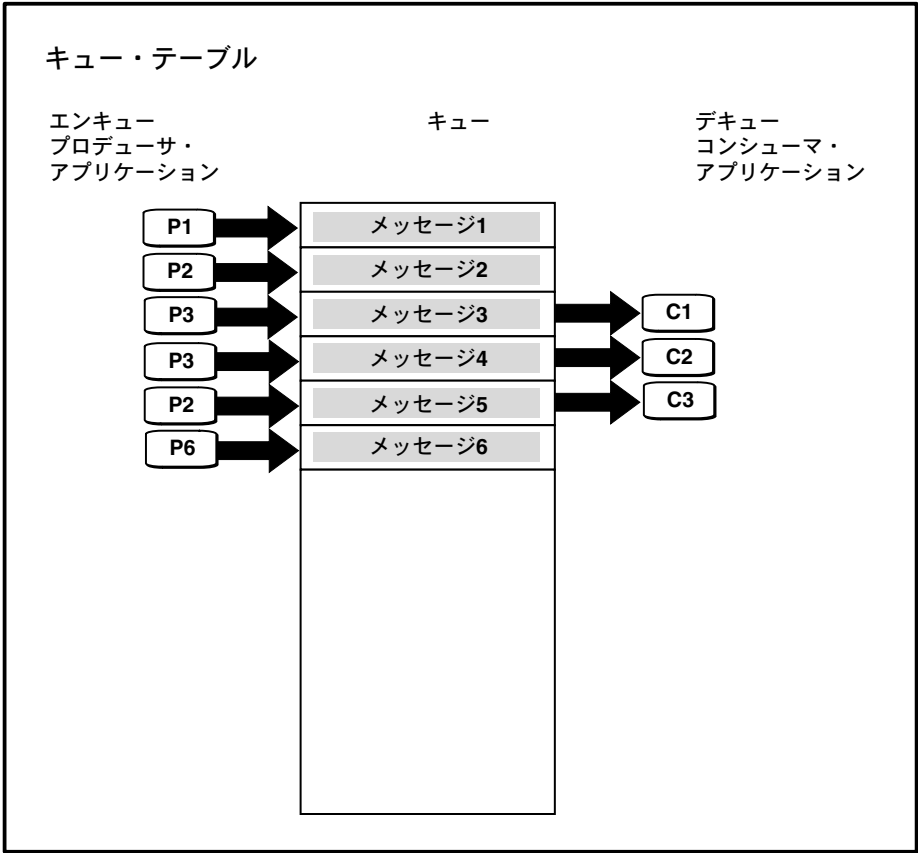 キュー・テーブル
エンキュー
プロデューサ・
アプリケーション
キュー
デキュー
コンシューマ・
アプリケーション
P1
メッセージ1
P2
メッセージ2
P3
メッセージ3
C1
P3
メッセージ4
C2
P2
メッセージ5
C3
P6
メッセージ6